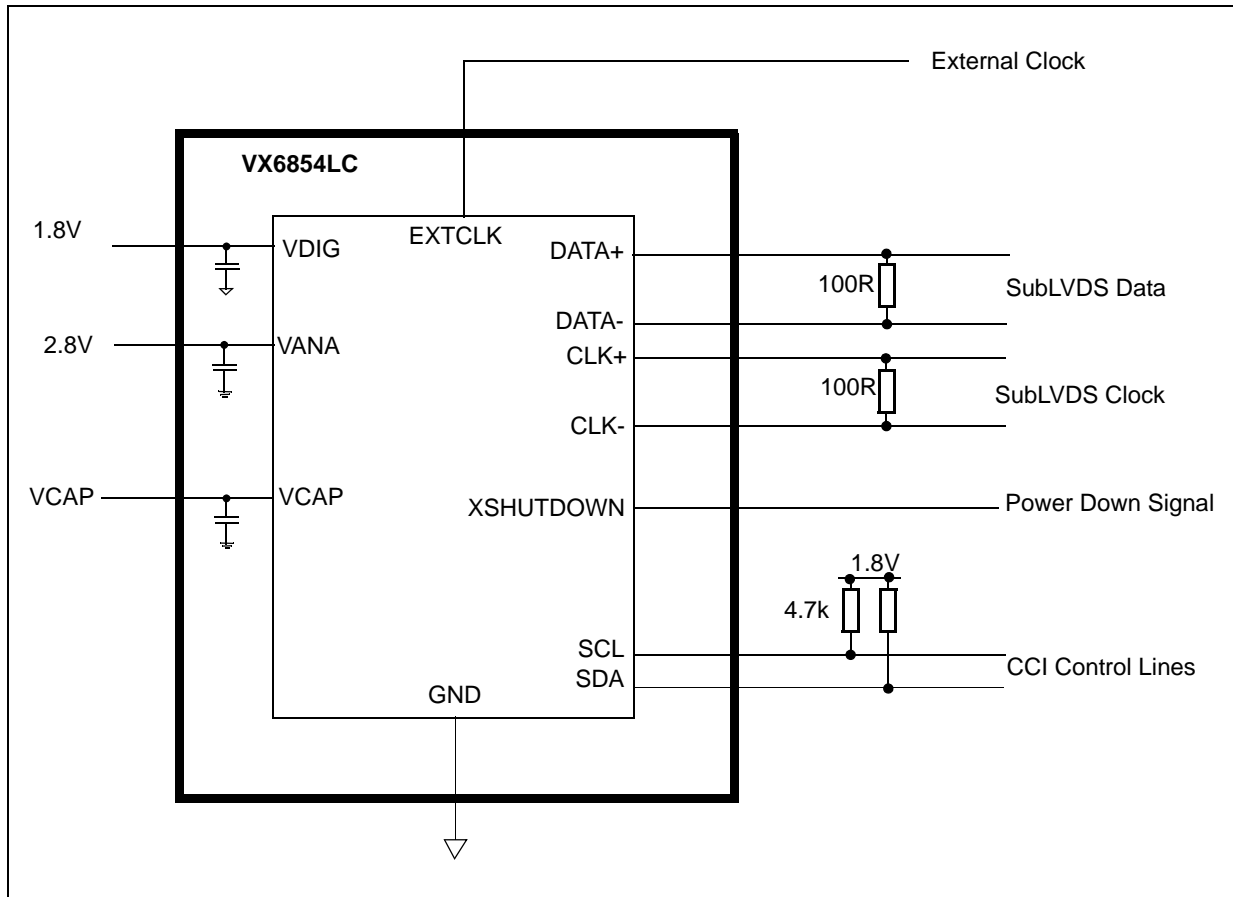 External Clock
VX6854LC
1.8V
VDIG
EXTCLK
DATA+
100R
SubLVDS Data
DATA-
2.8V
VANA
CLK+
100R
SubLVDS Clock
CLK-
VCAP
VCAP
XSHUTDOWN
Power Down Signal
1.8V
4.7k
SCL
SDA
CCI Control Lines
GND